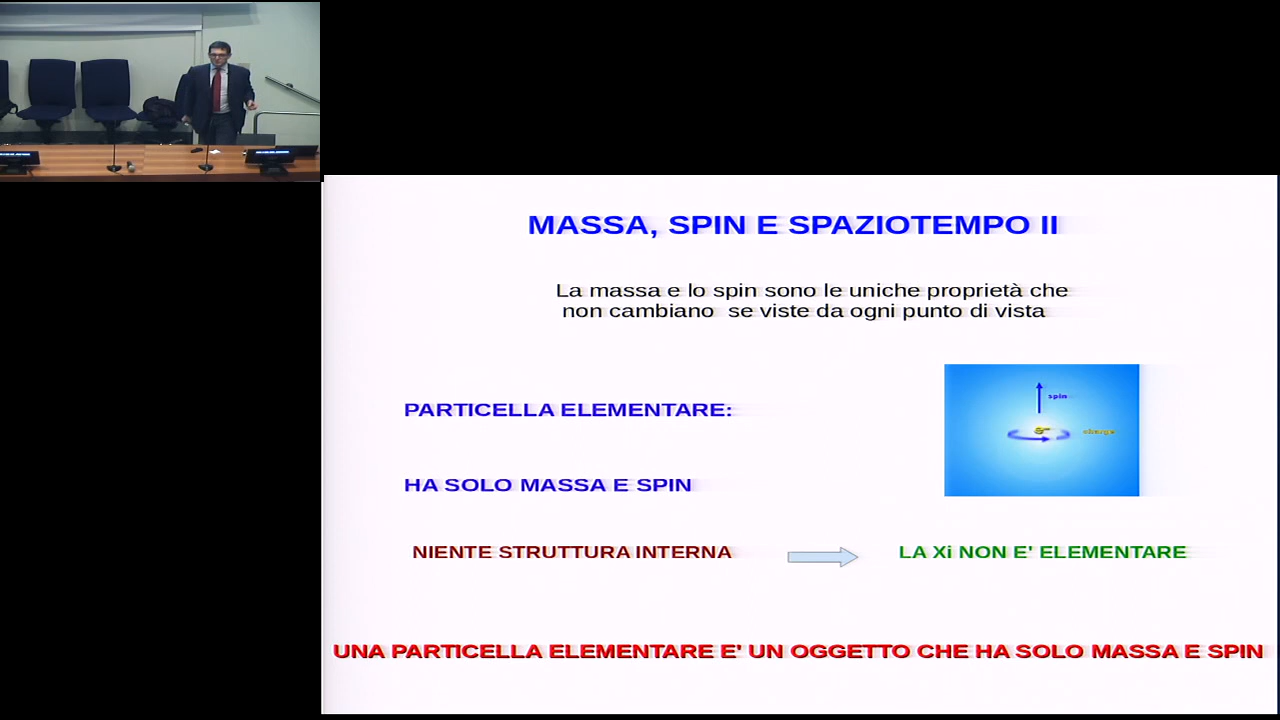 MASSA, SPIN E SPAZIOTEMPO II
La massa e lo spin sono le uniche proprietà che
non cambiano se viste da ogni punto di vista
PARTICELLA ELEMENTARE:
spin
e-
charge
HA SOLO MASSA E SPIN
NIENTE STRUTTURA INTERNA
LA Xi NON E' ELEMENTARE
UNA PARTICELLA ELEMENTARE E' UN OGGETTO CHE HA SOLO MASSA E SPIN